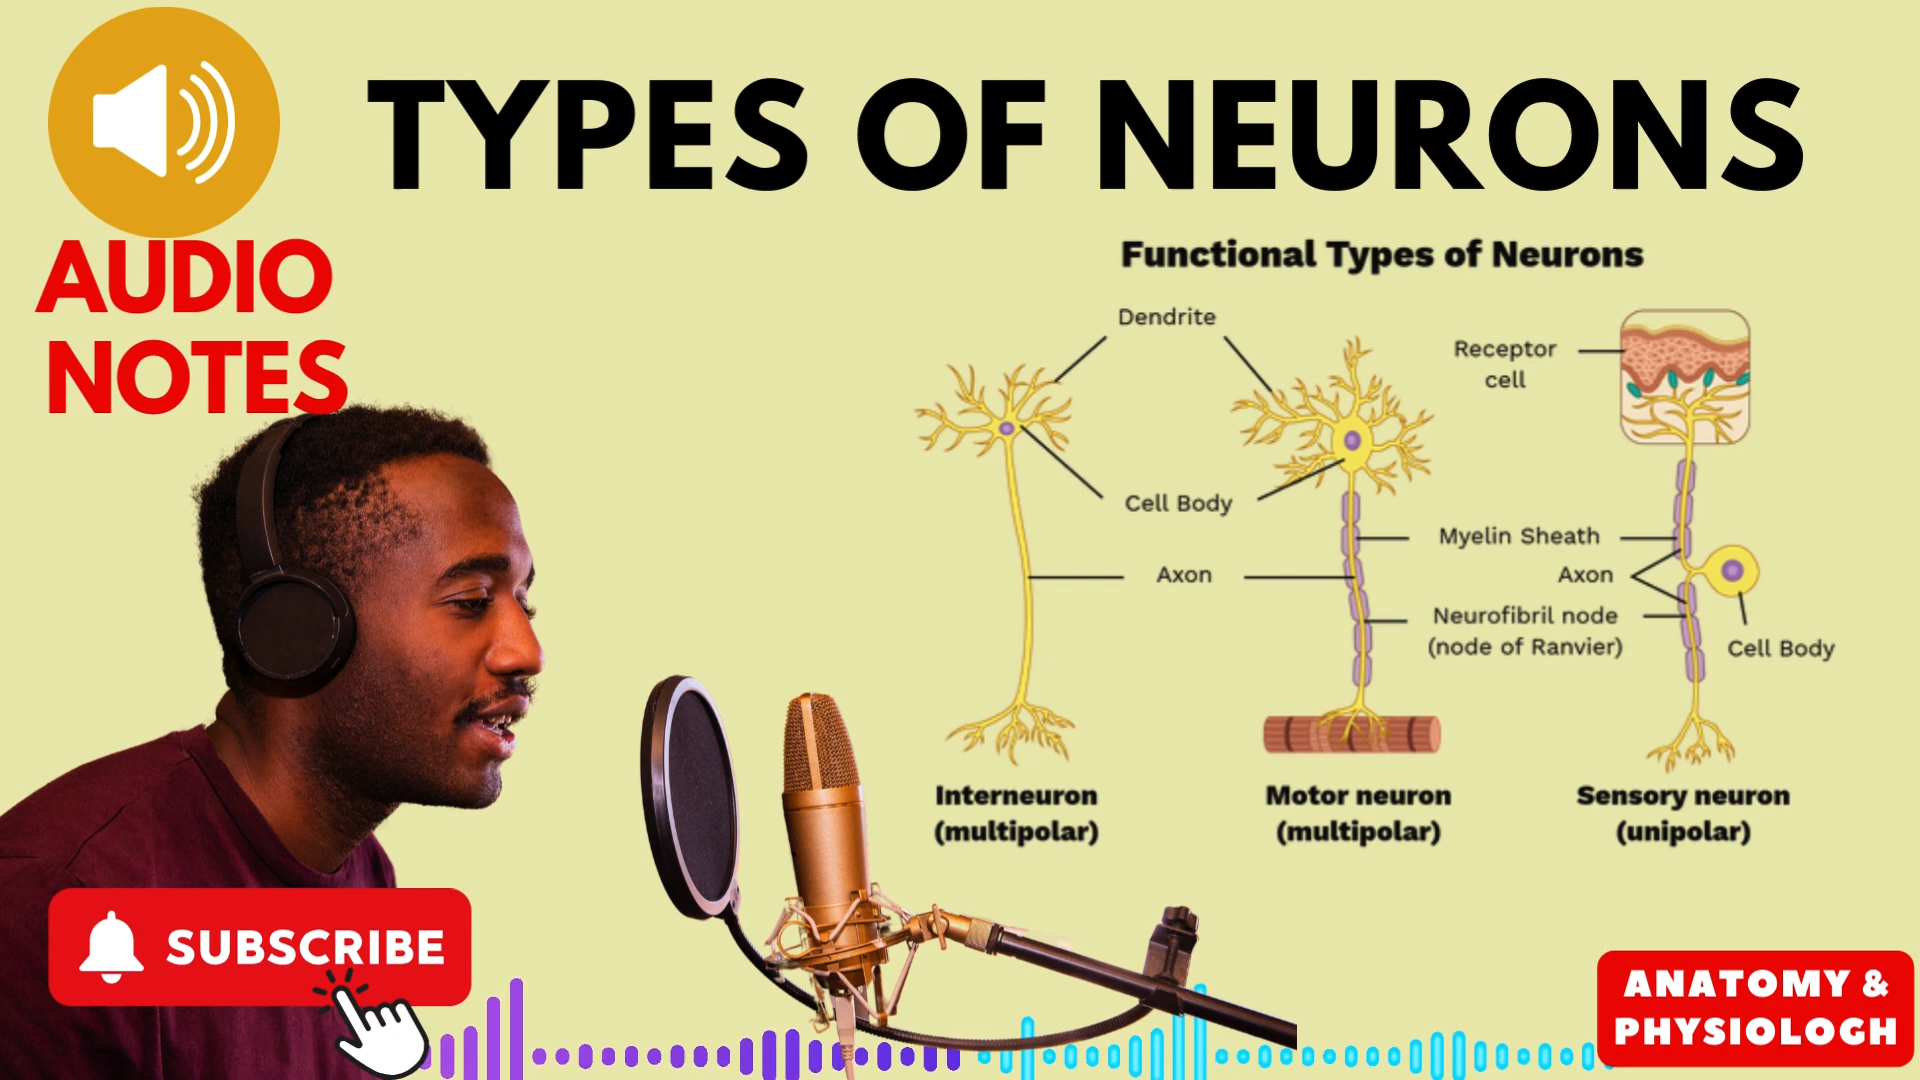 TYPES OF NEURONS
AUDIO
NOTES
Functional Types of Neurons
Dendrite
Receptor
cell
Cell Body
Myelin Sheath
Axon
Axon
Neurofibril node
(node of Ranvier)
Cell Body
Interneuron
(multipolar)
Motor neuron
(multipolar)
Sensory neuron
(unipolar)
SUBSCRIBE
ANATOMY &
PHYSIOLOGH